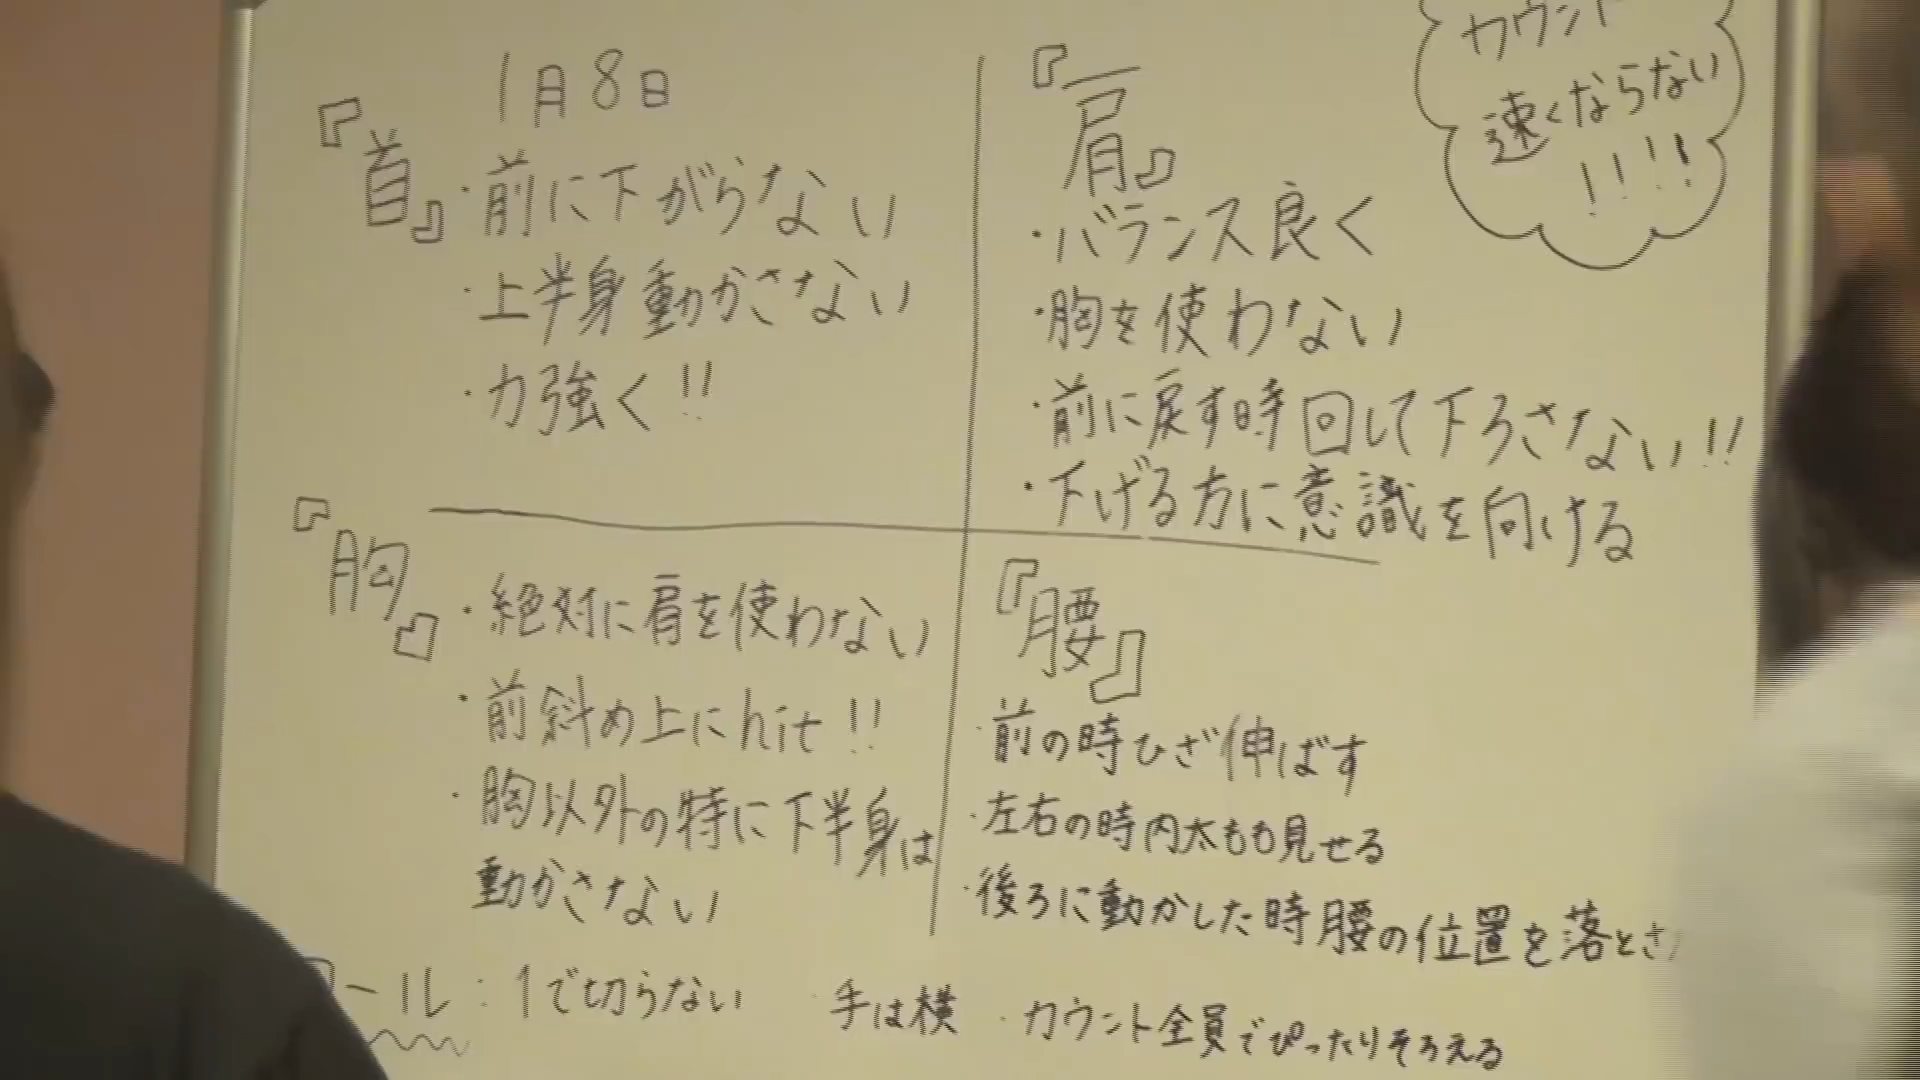 1月8日
『首』
・前に下がらない
・上半身動かさない
・力強く!!
『肩』
・バランス良く
・胸を使わない
・前に戻す時回して下ろさない!!
・下げる方に意識を向ける
カウント
速くならない
!!!!
『胸』
・絶対に肩を使わない
・前斜め上にhit!!
・胸以外の特に下半身は
動かさない
『腰』
・前の時ひざ伸ばす
・左右の時内太もも見せる
・後ろに動かした時腰の位置を落とさ
ロール:1で切らない ・手は横 ・カウント全員でぴったりそろえる